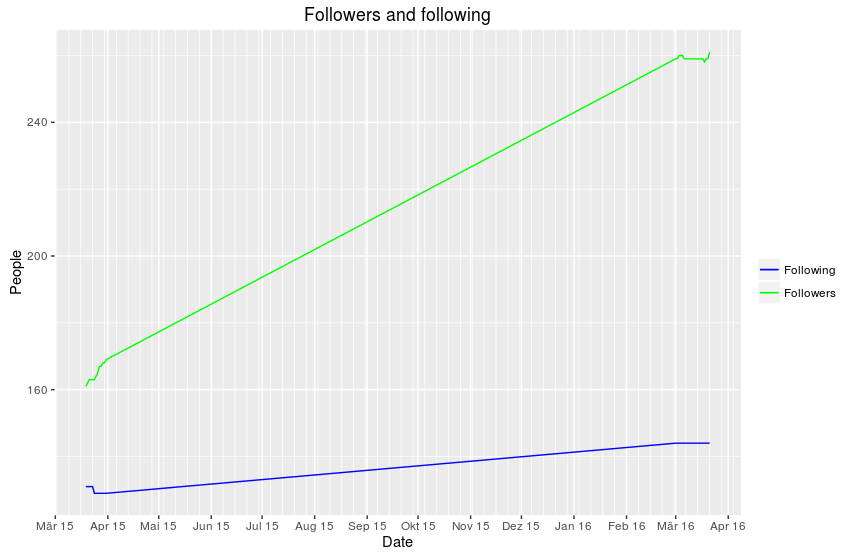 Followers and following
240
200
160
People
Mär 15 Apr 15 Mai 15 Jun 15 Jul 15 Aug 15 Sep 15 Okt 15 Nov 15 Dez 15 Jan 16 Feb 16 Mär 16 Apr 16
Date
Following
Followers